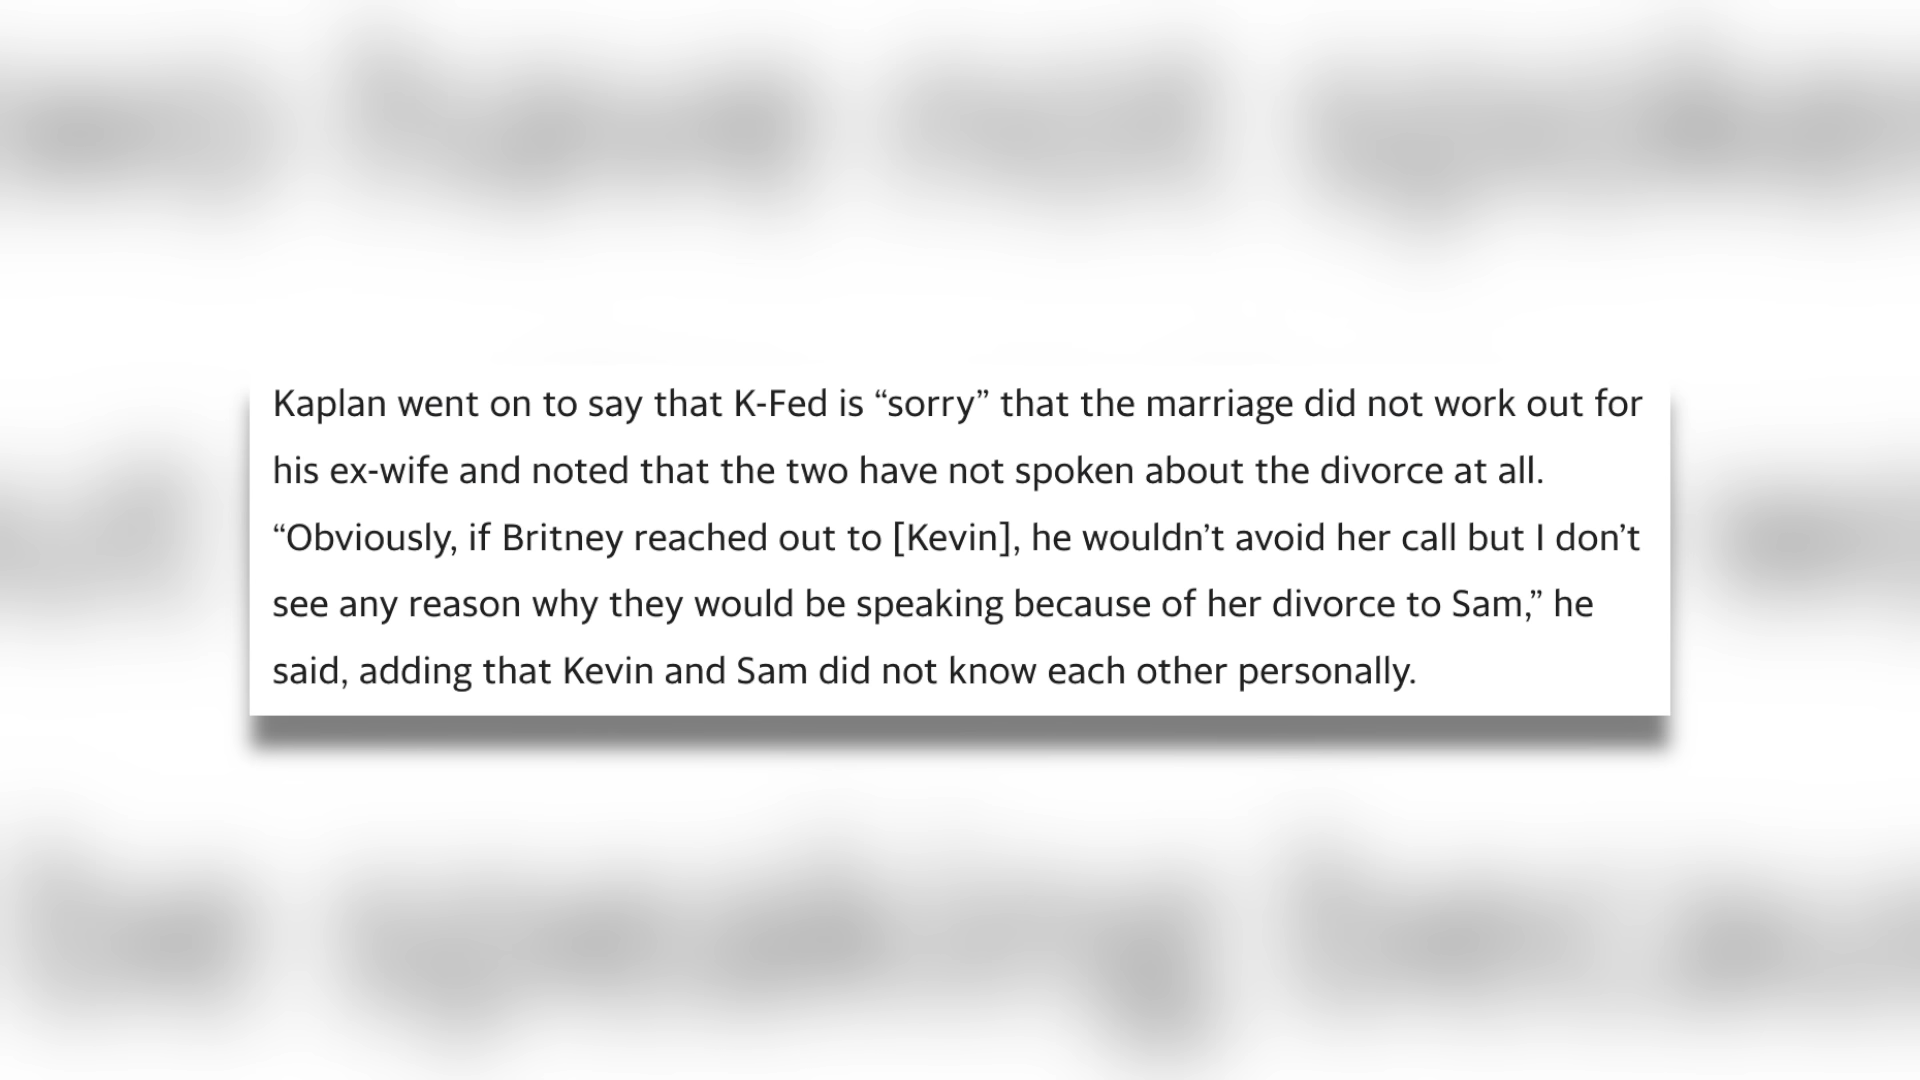 Kaplan went on to say that K-Fed is “sorry” that the marriage did not work out for
his ex-wife and noted that the two have not spoken about the divorce at all.
“Obviously, if Britney reached out to [Kevin], he wouldn’t avoid her call but I don’t
see any reason why they would be speaking because of her divorce to Sam,” he
said, adding that Kevin and Sam did not know each other personally.